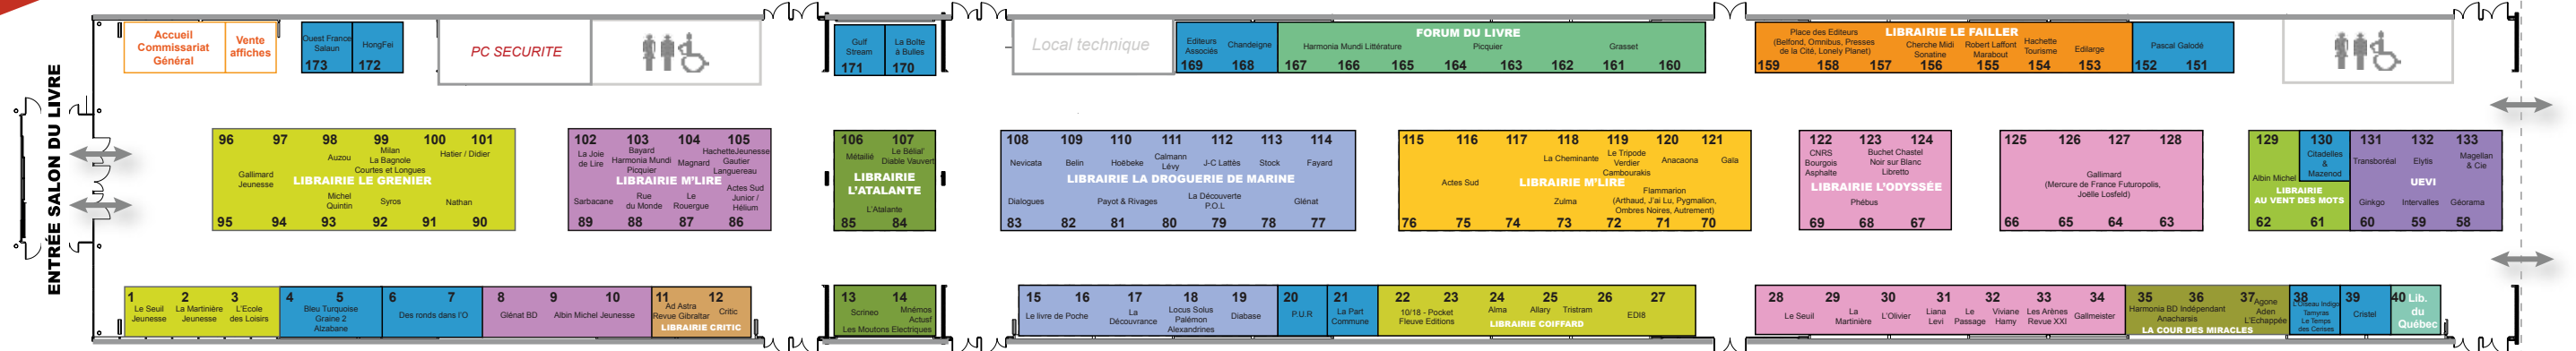 ENTRÉE SALON DU LIVRE
Accueil
Commissariat
Général
Vente
affiches
Ouest France
Salaun
173
HongFei
172
PC SECURITE
Gulf
Stream
171
La Boîte
à Bulles
170
Local technique
Editeurs
Associés
169
Chandeigne
168
FORUM DU LIVRE
Harmonia Mundi Littérature
Picquier
Grasset
167 166 165 164 163 162 161 160
LIBRAIRIE LE FAILLER
Place des Editeurs
(Belfond, Omnibus, Presses
de la Cité, Lonely Planet)
Cherche Midi
Sonatine
Robert Laffont
Marabout
Hachette
Tourisme
Edilarge
159 158 157 156 155 154 153
Pascal Galodé
152 151
96 97 98 99 100 101
Auzou
Milan
La Bagnole
Courtes et Longues
Hatier / Didier
Gallimard
Jeunesse
LIBRAIRIE LE GRENIER
Michel
Quintin
Syros
Nathan
95 94 93 92 91 90
102 103 104 105
La Joie
de Lire
Bayard
Harmonia Mundi
Picquier
Magnard
HachetteJeunesse
Gautier
Languereau
LIBRAIRIE M'LIRE
Sarbacane
Rue
du Monde
Le
Rouergue
Actes Sud
Junior /
Hélium
89 88 87 86
106 107
Métailié
Le Bélial'
Diable Vauvert
LIBRAIRIE
L'ATALANTE
L'Atalante
85 84
108 109 110 111 112 113 114
Nevicata
Belin
Hoëbeke
Calmann
Lévy
J-C Lattès
Stock
Fayard
LIBRAIRIE LA DROGUERIE DE MARINE
Dialogues
Payot & Rivages
La Découverte
P.O.L
Glénat
83 82 81 80 79 78 77
115 116 117 118 119 120 121
La Cheminante
Le Tripode
Verdier
Cambourakis
Anacaona
Gaia
Actes Sud
LIBRAIRIE M'LIRE
Zulma
Flammarion
(Arthaud, J'ai Lu, Pygmalion,
Ombres Noires, Autrement)
76 75 74 73 72 71 70
122 123 124
CNRS
Bourgois
Asphalte
Buchet Chastel
Noir sur Blanc
Libretto
LIBRAIRIE L'ODYSSÉE
Phébus
69 68 67
125 126 127 128
Gallimard
(Mercure de France Futuropolis,
Joëlle Losfeld)
66 65 64 63
129
Albin Michel
LIBRAIRIE
AU VENT DES MOTS
62 61
130
Citadelles
&
Mazenod
131 132 133
Transboréal
Elytis
Magellan
& Cie
UEVI
Ginkgo
Intervalles
Géorama
60 59 58
1 2 3
Le Seuil
Jeunesse
La Martinière
Jeunesse
L'Ecole
des Loisirs
4 5
Bleu Turquoise
Graine 2
Alzabane
6 7
Des ronds dans l'O
8 9 10
Glénat BD
Albin Michel Jeunesse
11 12
Ad Astra
Revue Gibraltar
Critic
LIBRAIRIE CRITIC
13 14
Scrineo
Mnémos
Actusf
Les Moutons Electriques
15 16 17 18 19
Le livre de Poche
La
Découvrance
Locus Solus
Palémon
Alexandrines
Diabase
20
P.U.R
21
La Part
Commune
22 23 24 25 26 27
10/18 - Pocket
Fleuve Editions
Alma
Allary
Tristram
EDI8
LIBRAIRIE COIFFARD
28 29 30 31 32 33 34
Le Seuil
La
Martinière
L'Olivier
Liana
Levi
Le
Passage
Viviane
Hamy
Les Arènes
Revue XXI
Gallmeister
35 36 37
Harmonia BD Indépendant
Anacharsis
Agone
Aden
L'Echappée
LA COUR DES MIRACLES
38
L'Oiseau Indigo
Tamyras
Le Temps
des Cerises
39
Cristel
40 Lib.
du
Québec